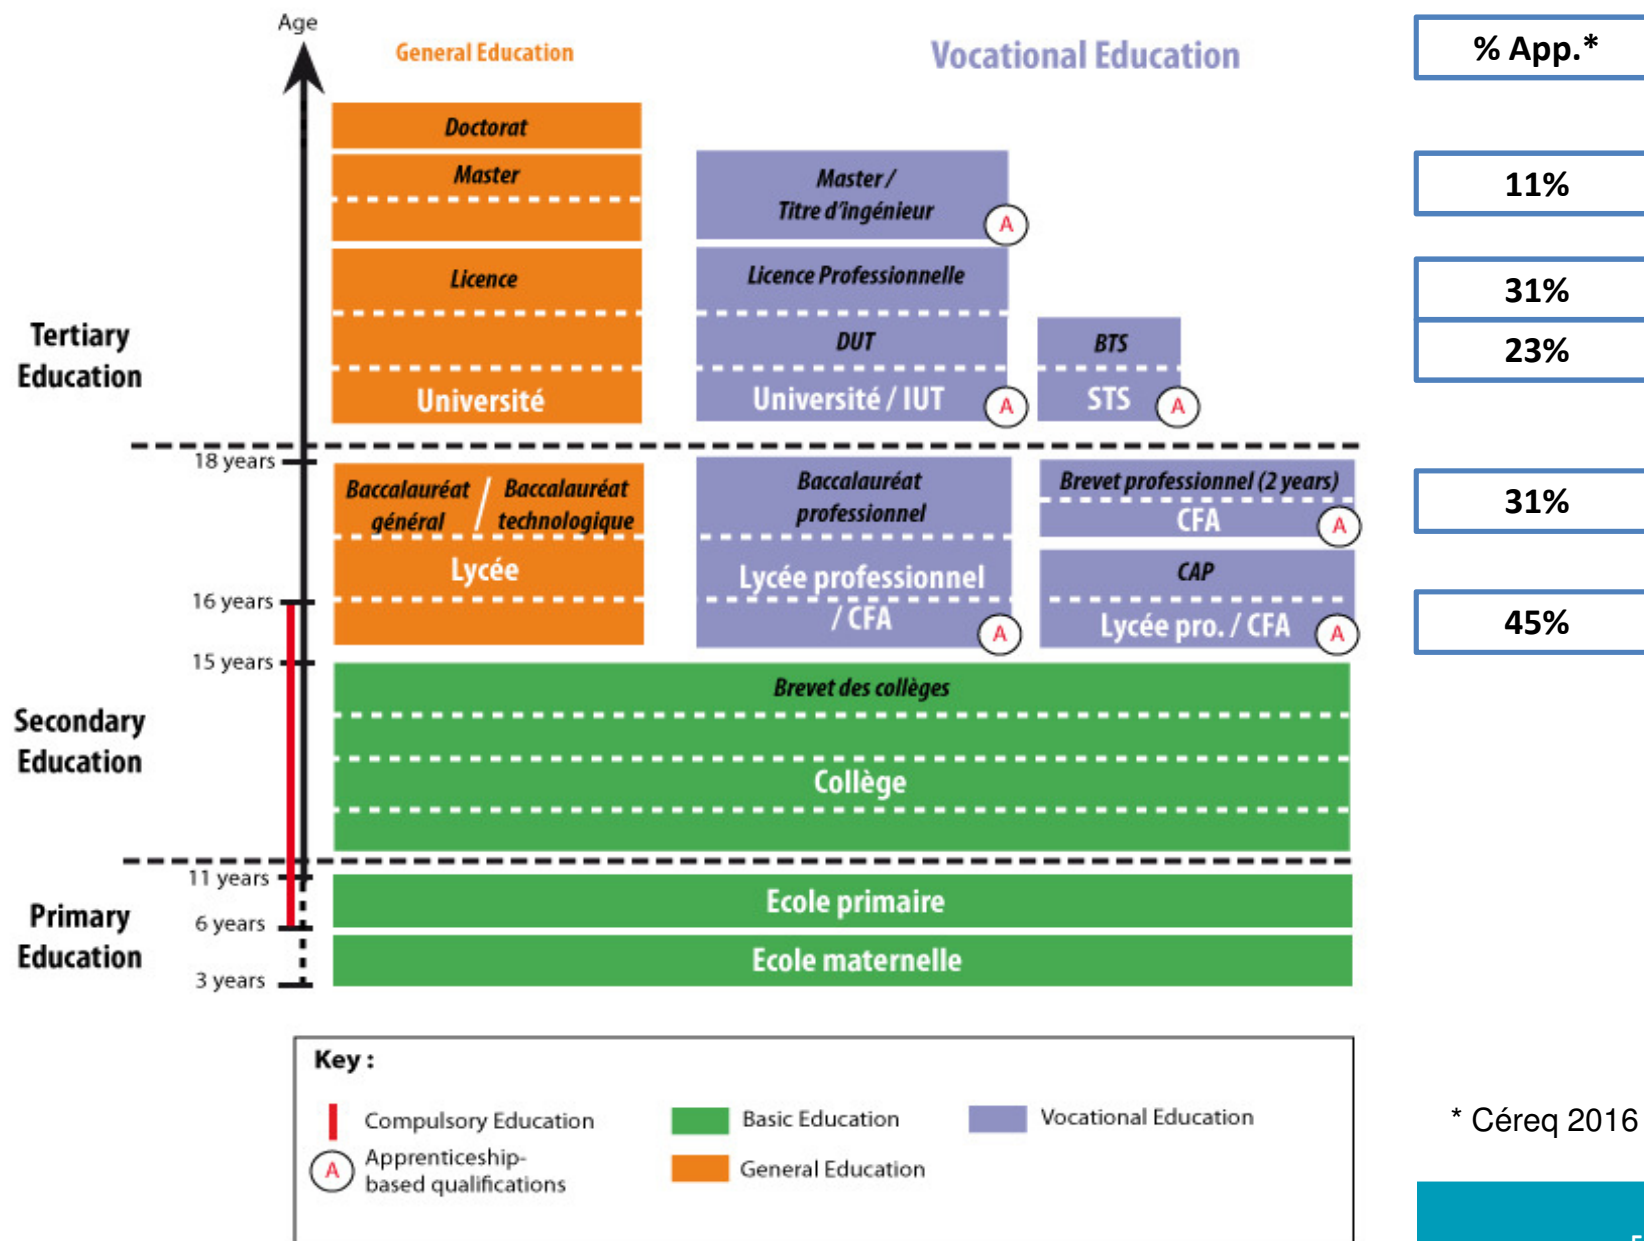 Age
General Education
Vocational Education
% App.*
Doctorat
Master
Master /
Titre d'ingénieur
A
11%
Licence
Licence Professionnelle
31%
Tertiary
Education
DUT
BTS
23%
Université
Université / IUT
A
STS
A
18 years
Baccalauréat
général
/
Baccalauréat
technologique
Baccalauréat
professionnel
Brevet professionnel (2 years)
CFA
A
31%
Lycée
Lycée professionnel
/ CFA
A
CAP
Lycée pro. / CFA
A
45%
16 years
15 years
Brevet des collèges
Secondary
Education
Collège
11 years
Ecole primaire
Primary
Education
6 years
Ecole maternelle
3 years
Key :
Compulsory Education
Basic Education
Vocational Education
A
Apprenticeship-
based qualifications
General Education
* Céreq 2016